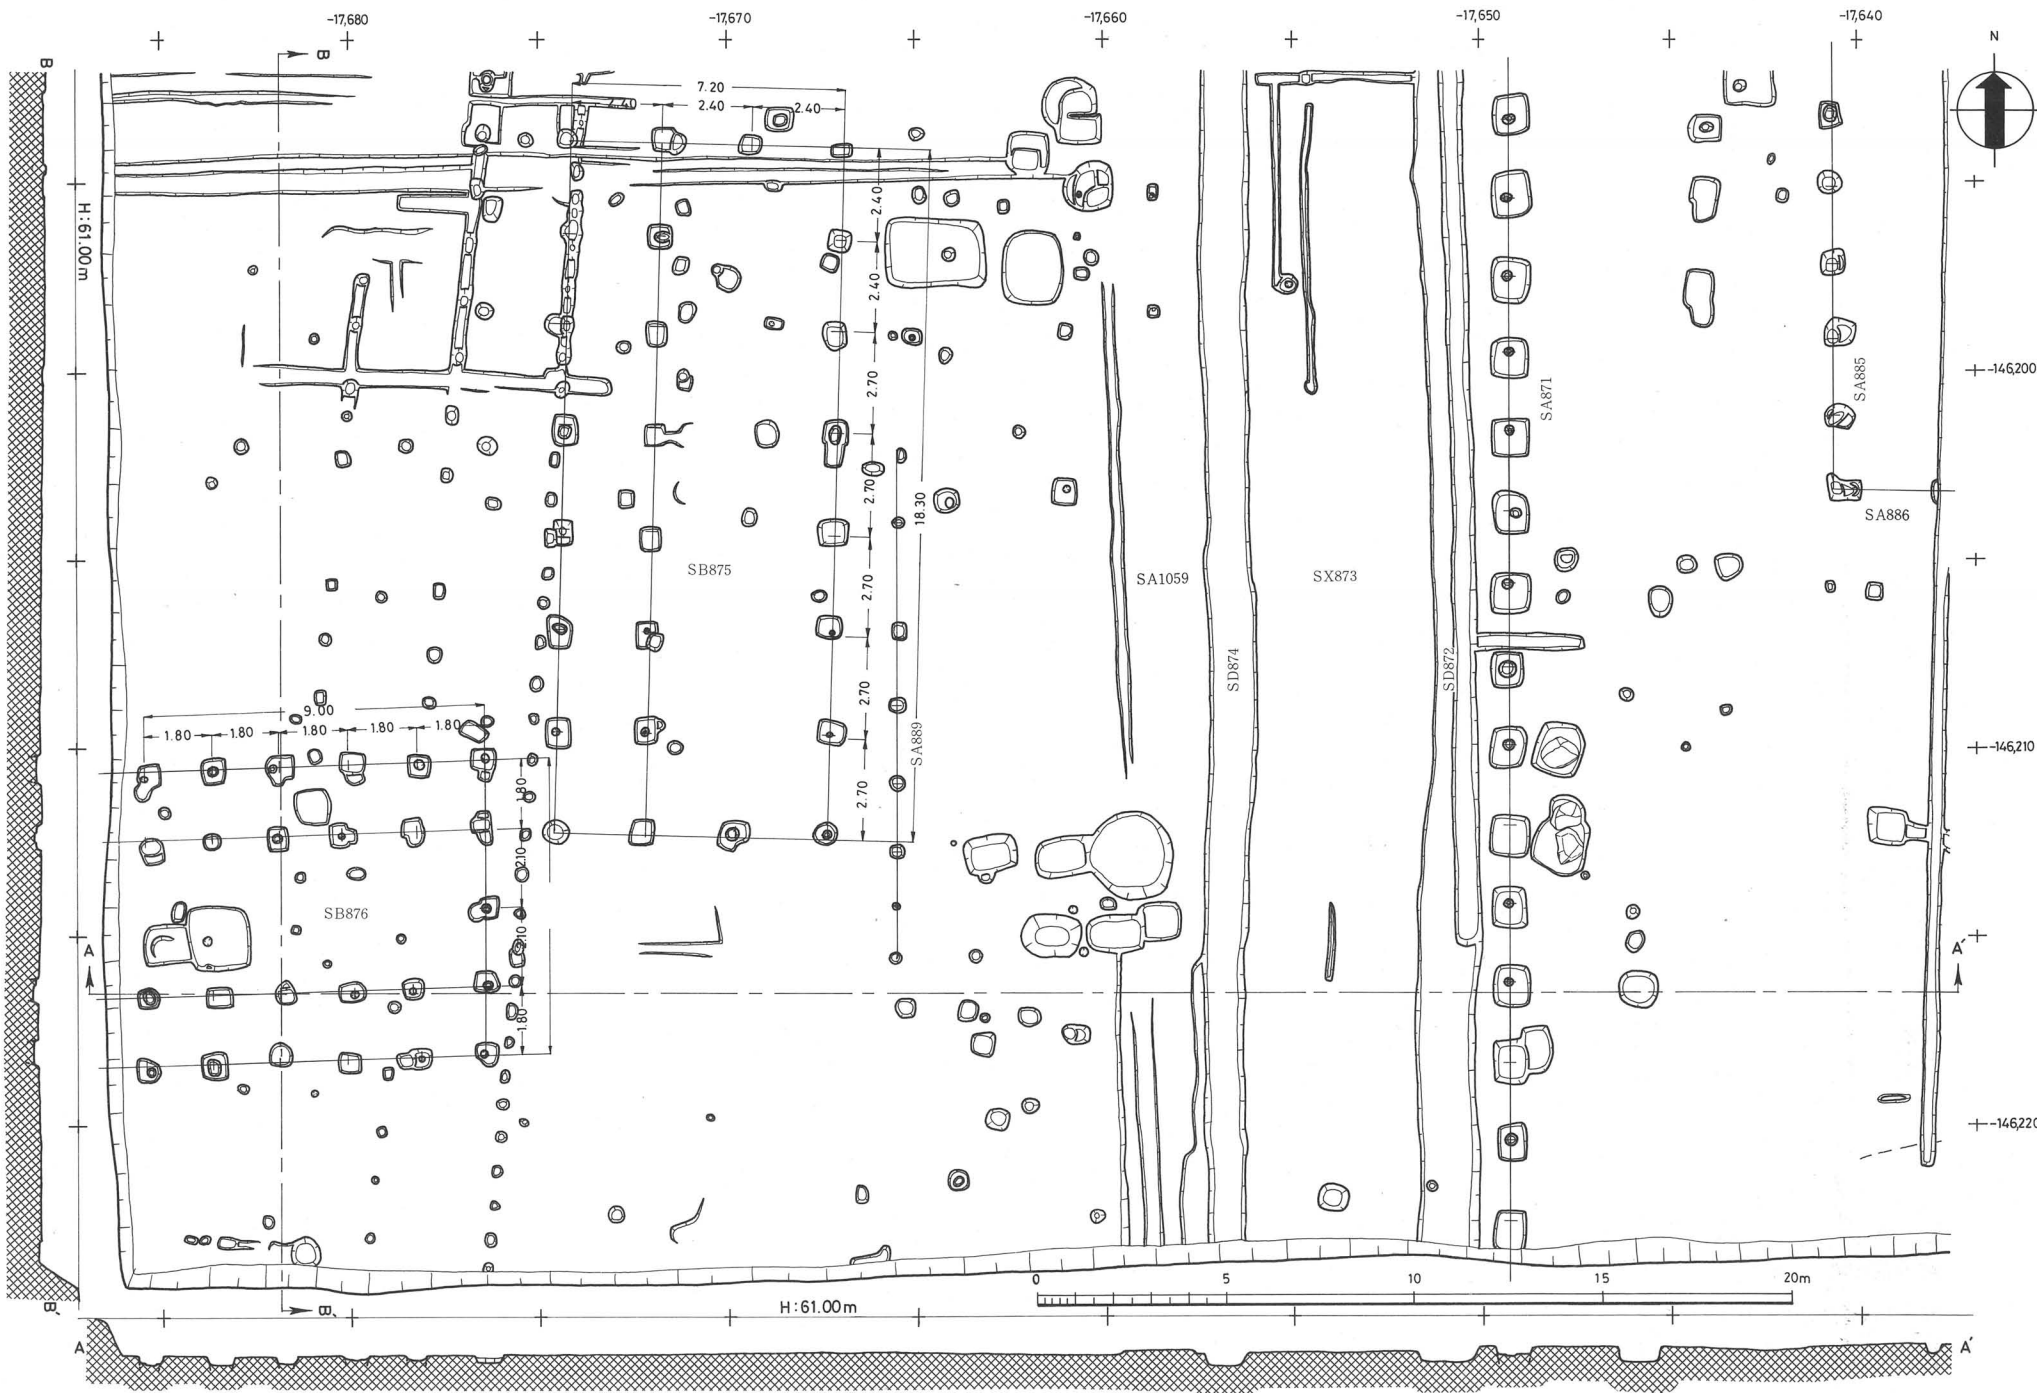 -17,680
-17,670
-17,660
-17,650
-17,640
N
B
B
H:61.00m
7.20
2.40
2.40
2.40
2.40
2.70
2.70
2.70
2.70
2.70
18.30
SB875
SA889
SA1059
SD874
SX873
SD872
SA871
SA885
SA886
-146,200
-146,210
-146,220
9.00
1.80
1.80
1.80
1.80
1.80
1.80
2.10
2.10
1.80
SB876
A
A′
0
5
10
15
20m
H:61.00m
B′
B′
A
A′